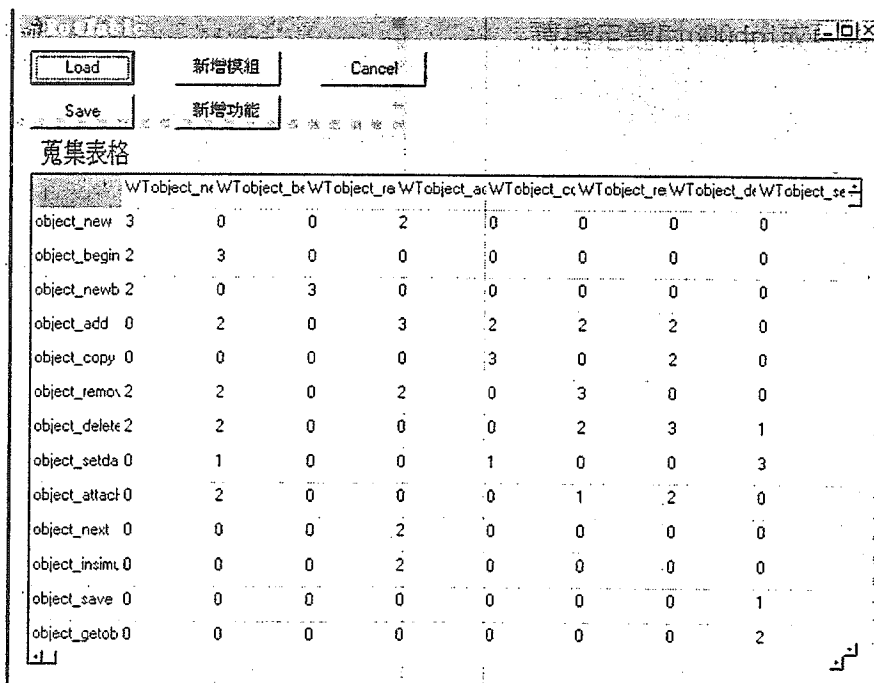 Load 新增模組 Cancel
Save 新增功能
蒐集表格
WTobject_ne WTobject_be WTobject_re WTobject_ac WTobject_cc WTobject_re WTobject_de WTobject_se
object_new 3 0 0 2 0 0 0 0
object_begin 2 3 0 0 0 0 0 0
object_newb 2 0 3 0 0 0 0 0
object_add 0 2 0 3 2 2 2 0
object_copy 0 0 0 0 3 0 2 0
object_remov 2 2 0 2 0 3 0 0
object_delete 2 2 0 0 0 2 3 1
object_setda 0 1 0 0 1 0 0 3
object_attacl 0 2 0 0 0 1 2 0
object_next 0 0 0 2 0 0 0 0
object_insimu 0 0 0 2 0 0 0 0
object_save 0 0 0 0 0 0 0 1
object_getob 0 0 0 0 0 0 0 2